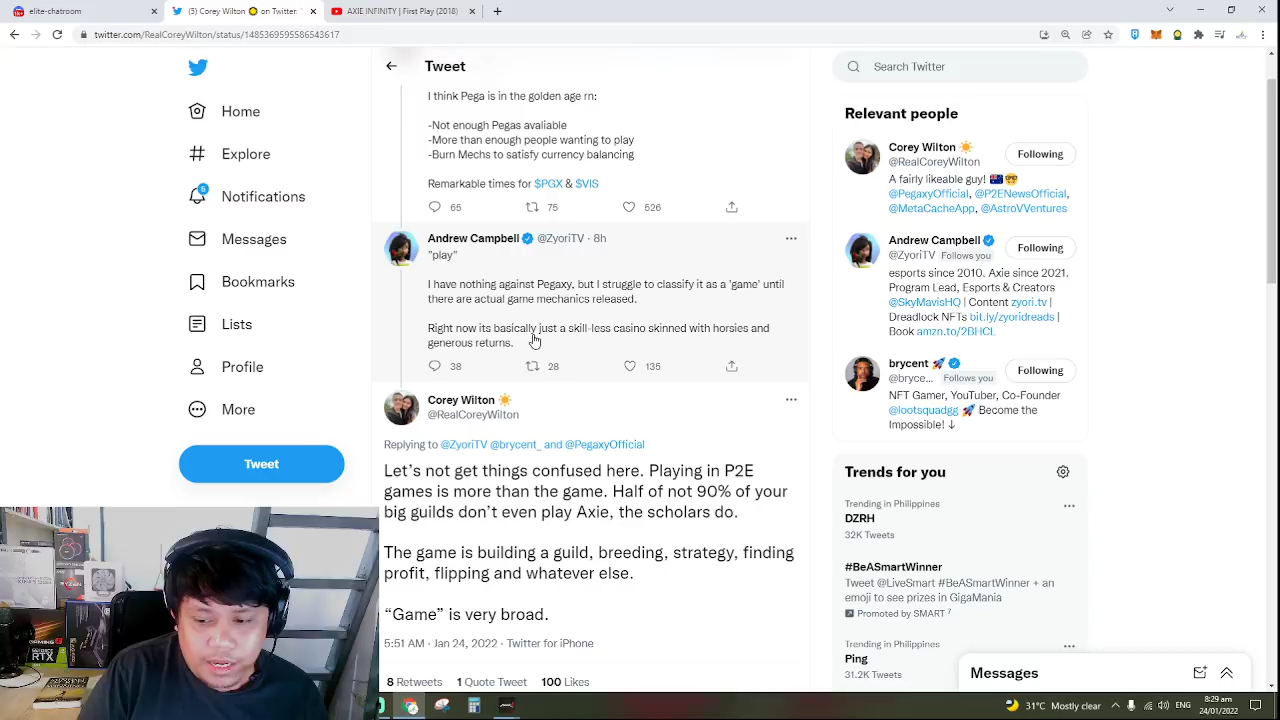 elite-chatroom
(5) Corey Wilton 🌞 on Twitter: "
AXIE INFINITY | First Play (2018)
twitter.com/RealCoreyWilton/status/1485369595586543617
Home
Explore
5
Notifications
Messages
Bookmarks
Lists
Profile
More
Tweet
Tweet
I think Pega is in the golden age rn:
-Not enough Pegas avaliable
-More than enough people wanting to play
-Burn Mechs to satisfy currency balancing
Remarkable times for $PGX & $VIS
65 75 526
Andrew Campbell @ZyoriTV · 8h
"play"
I have nothing against Pegaxy, but I struggle to classify it as a 'game' until
there are actual game mechanics released.
Right now its basically just a skill-less casino skinned with horsies and
generous returns.
38 28 135
Corey Wilton ☀️
@RealCoreyWilton
Replying to @ZyoriTV @brycent_ and @PegaxyOfficial
Let’s not get things confused here. Playing in P2E
games is more than the game. Half of not 90% of your
big guilds don’t even play Axie, the scholars do.
The game is building a guild, breeding, strategy, finding
profit, flipping and whatever else.
“Game” is very broad.
5:51 AM · Jan 24, 2022 · Twitter for iPhone
8 Retweets 1 Quote Tweet 100 Likes
Search Twitter
Relevant people
Corey Wilton ☀️
@RealCoreyWilton
Following
A fairly likeable guy! 🇦🇺🤓
@PegaxyOfficial, @P2ENewsOfficial,
@MetaCacheApp, @AstroVVentures
Andrew Campbell
@ZyoriTV Follows you
Following
esports since 2010. Axie since 2021.
Program Lead, Esports & Creators
@SkyMavisHQ | Content zyori.tv |
Dreadlock NFTs bit.ly/zyoridreads |
Book amzn.to/2BHCL
brycent 🚀
@bryce... Follows you
Following
NFT Gamer, YouTuber, Co-Founder
@lootsquadgg 🚀 Become the
Impossible! ↓
Trends for you
Trending in Philippines
DZRH
32K Tweets
#BeASmartWinner
Tweet @LiveSmart #BeASmartWinner + an
emoji to see prizes in GigaMania
Promoted by SMART
Trending in Philippines
Ping
31.2K Tweets
Messages
31°C Mostly clear
8:29 am
24/01/2022